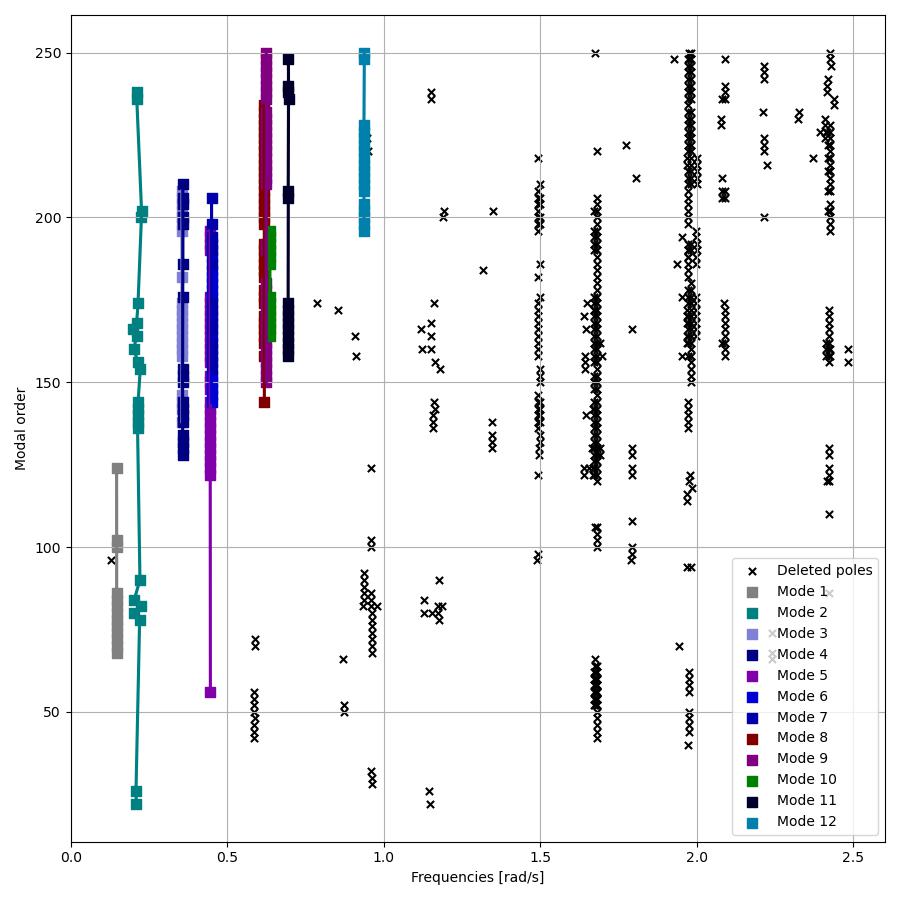 250
200
150
100
50
Modal order
0.0 0.5 1.0 1.5 2.0 2.5
Frequencies [rad/s]
Deleted poles
Mode 1
Mode 2
Mode 3
Mode 4
Mode 5
Mode 6
Mode 7
Mode 8
Mode 9
Mode 10
Mode 11
Mode 12